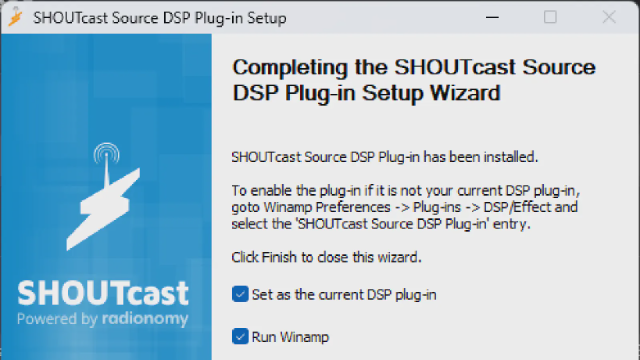 SHOUTcast Source DSP Plug-in Setup
Completing the SHOUTcast Source
DSP Plug-in Setup Wizard
SHOUTcast Source DSP Plug-in has been installed.
To enable the plug-in if it is not your current DSP plug-in,
goto Winamp Preferences -> Plug-ins -> DSP/Effect and
select the 'SHOUTcast Source DSP Plug-in' entry.
Click Finish to close this wizard.
Set as the current DSP plug-in
Run Winamp
SHOUTcast
Powered by radionomy